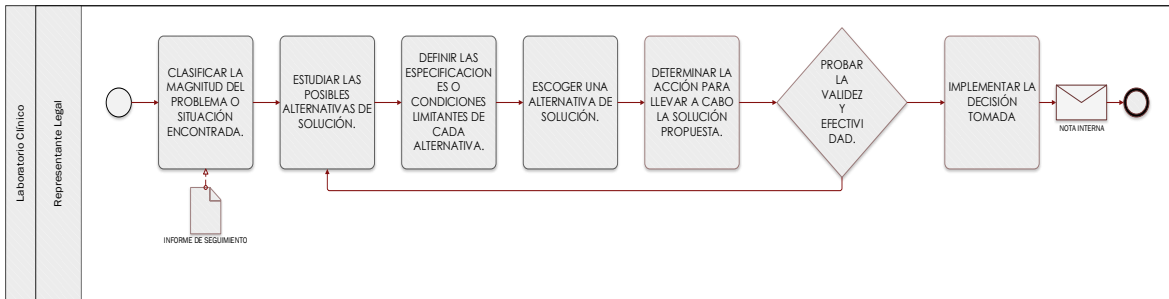 Laboratorio Clínico
Representante Legal
CLASIFICAR LA
MAGNITUD DEL
PROBLEMA O
SITUACIÓN
ENCONTRADA.
INFORME DE SEGUIMIENTO
ESTUDIAR LAS
POSIBLES
ALTERNATIVAS DE
SOLUCIÓN.
DEFINIR LAS
ESPECIFICACION
ES O
CONDICIONES
LIMITANTES DE
CADA
ALTERNATIVA.
ESCOGER UNA
ALTERNATIVA DE
SOLUCIÓN.
DETERMINAR LA
ACCIÓN PARA
LLEVAR A CABO
LA SOLUCIÓN
PROPUESTA.
PROBAR
LA
VALIDEZ
Y
EFECTIVI
DAD.
IMPLEMENTAR LA
DECISIÓN
TOMADA
NOTA INTERNA